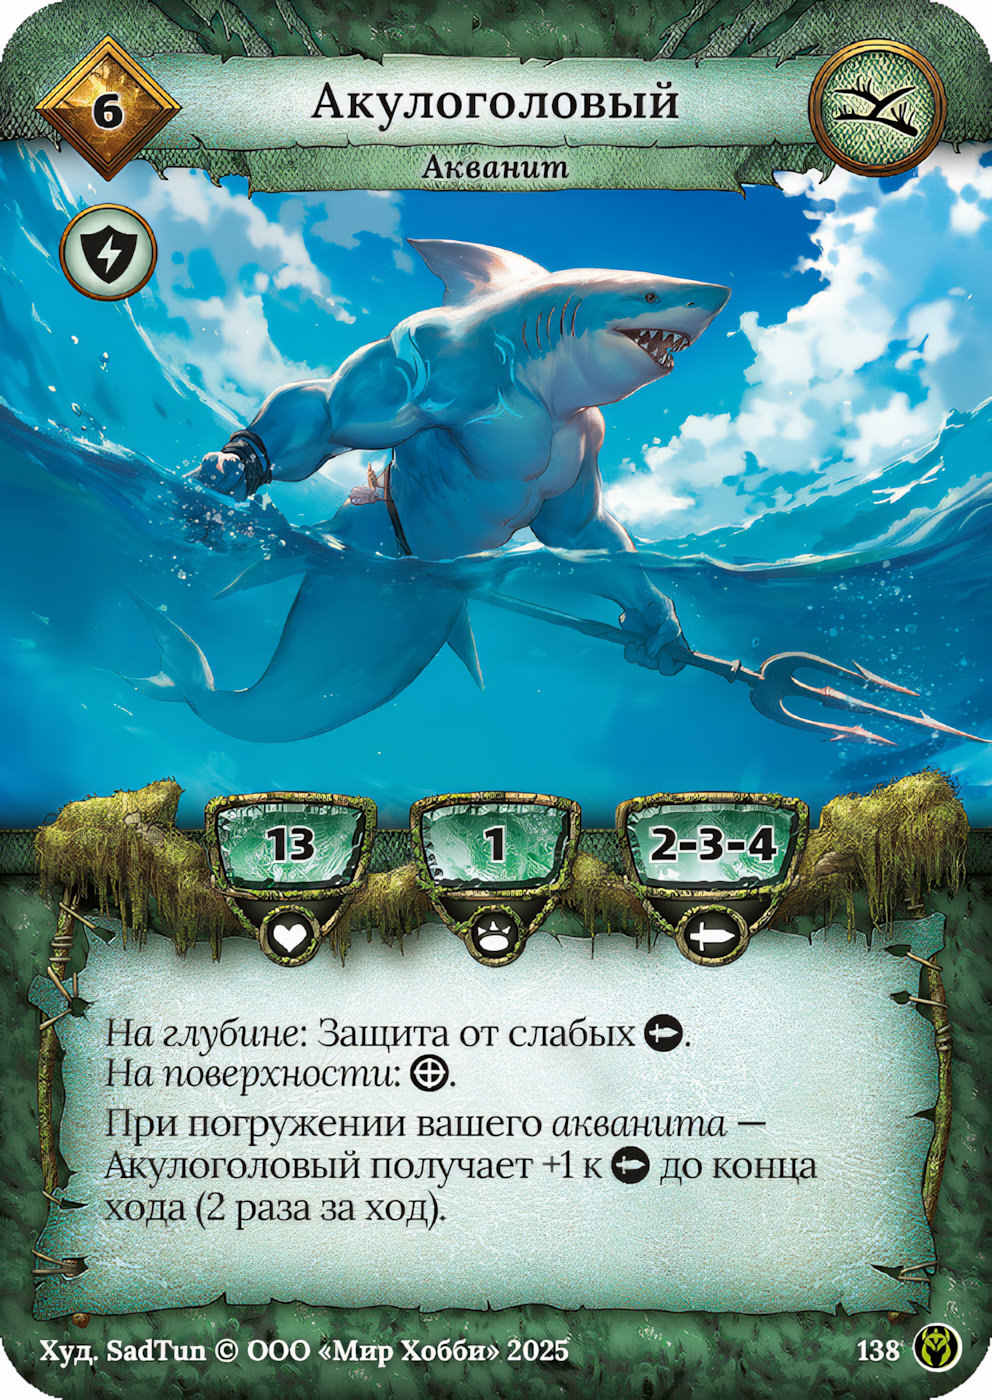 6
Акулоголовый
Акванит
13
1
2-3-4
На глубине: Защита от слабых .
На поверхности: .
При погружении вашего акванита —
Акулоголовый получает +1 к до конца
хода (2 раза за ход).
Худ. SadTun © ООО «Мир Хобби» 2025
138